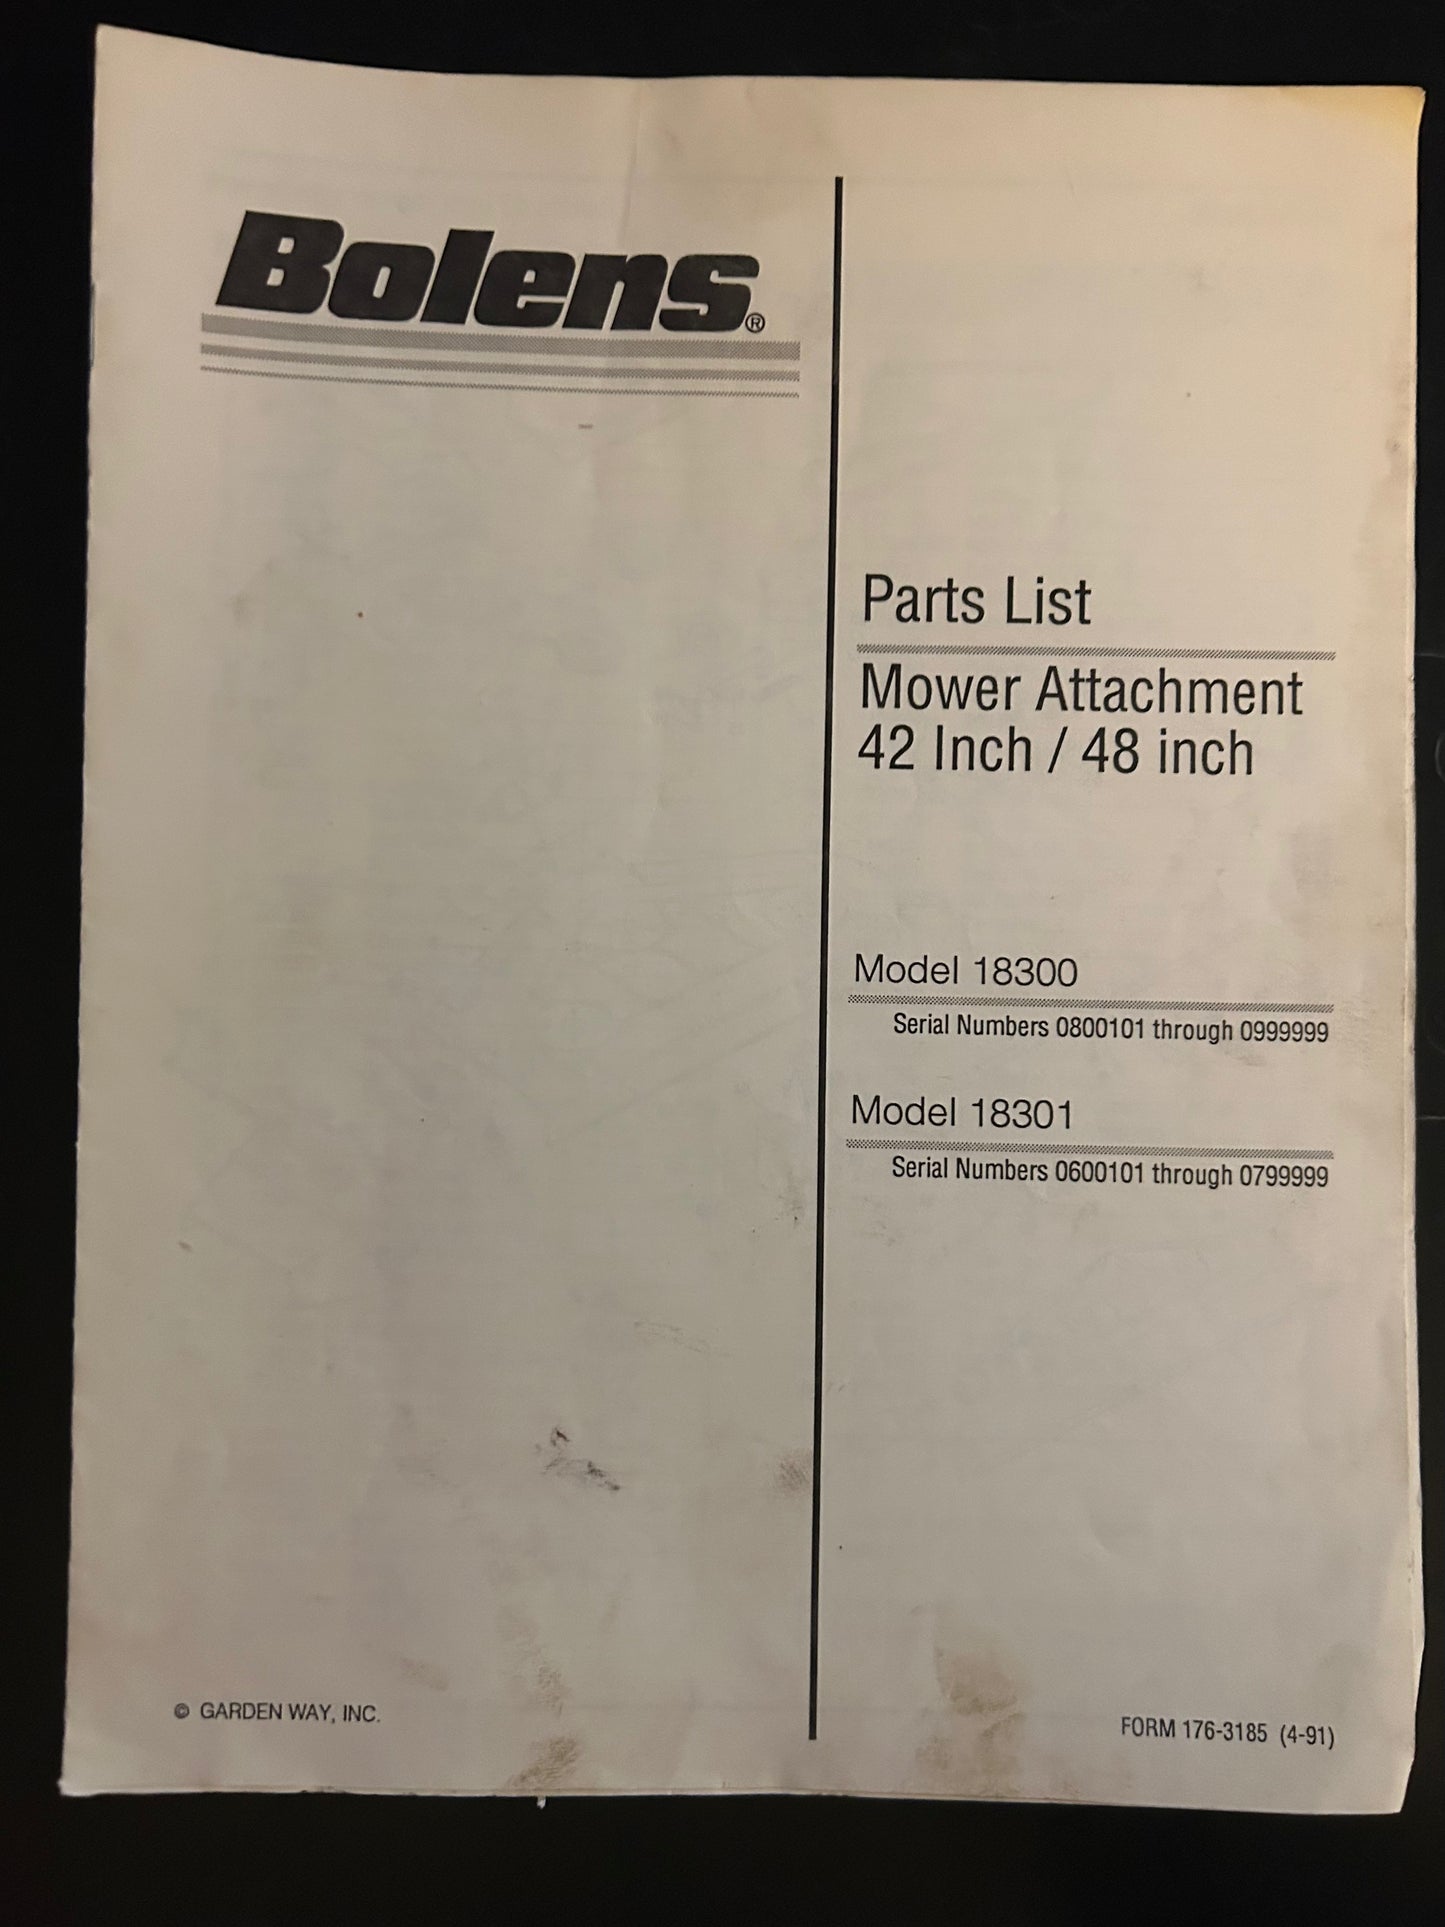 Bolens®
Parts List
Mower Attachment
42 Inch / 48 inch
Model 18300
Serial Numbers 0800101 through 0999999
Model 18301
Serial Numbers 0600101 through 0799999
© GARDEN WAY, INC.
FORM 176-3185 (4-91)